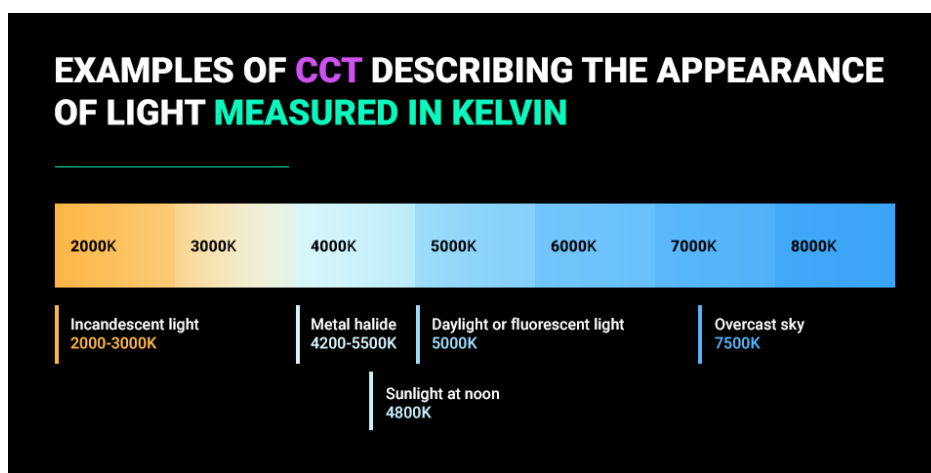 EXAMPLES OF CCT DESCRIBING THE APPEARANCE
OF LIGHT MEASURED IN KELVIN
2000K 3000K 4000K 5000K 6000K 7000K 8000K
Incandescent light
2000-3000K
Metal halide
4200-5500K
Daylight or fluorescent light
5000K
Overcast sky
7500K
Sunlight at noon
4800K